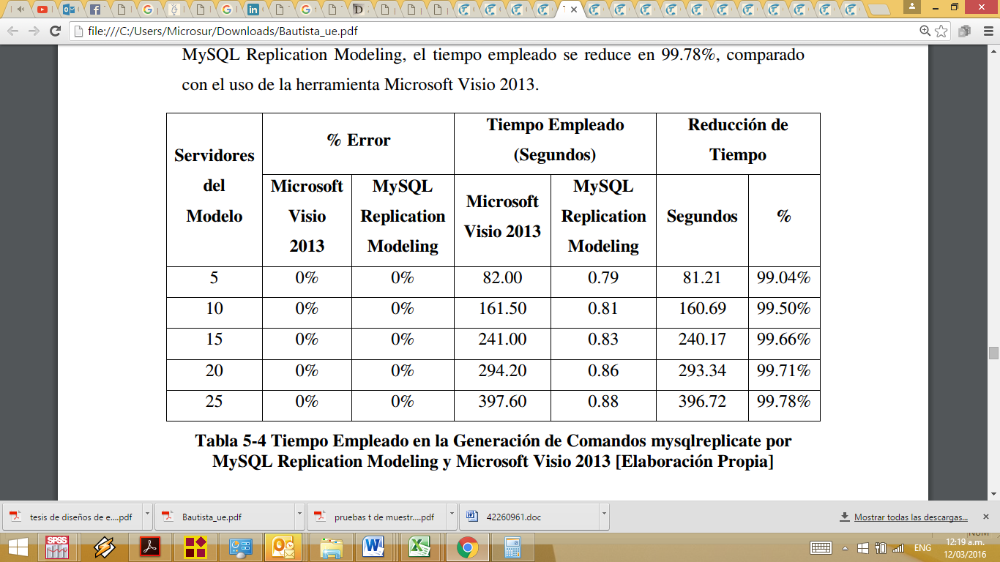 file:///C:/Users/Microsur/Downloads/Bautista_ue.pdf
MySQL Replication Modeling, el tiempo empleado se reduce en 99.78%, comparado
con el uso de la herramienta Microsoft Visio 2013.
Servidores del Modelo
% Error
Tiempo Empleado (Segundos)
Reducción de Tiempo
Microsoft Visio 2013
MySQL Replication Modeling
Microsoft Visio 2013
MySQL Replication Modeling
Segundos
%
5 0% 0% 82.00 0.79 81.21 99.04%
10 0% 0% 161.50 0.81 160.69 99.50%
15 0% 0% 241.00 0.83 240.17 99.66%
20 0% 0% 294.20 0.86 293.34 99.71%
25 0% 0% 397.60 0.88 396.72 99.78%
Tabla 5-4 Tiempo Empleado en la Generación de Comandos mysqlreplicate por
MySQL Replication Modeling y Microsoft Visio 2013 [Elaboración Propia]
tesis de diseños de e....pdf
Bautista_ue.pdf
pruebas t de muestr....pdf
42260961.doc
Mostrar todas las descargas...
SPSS
ENG
12:19 a.m.
12/03/2016